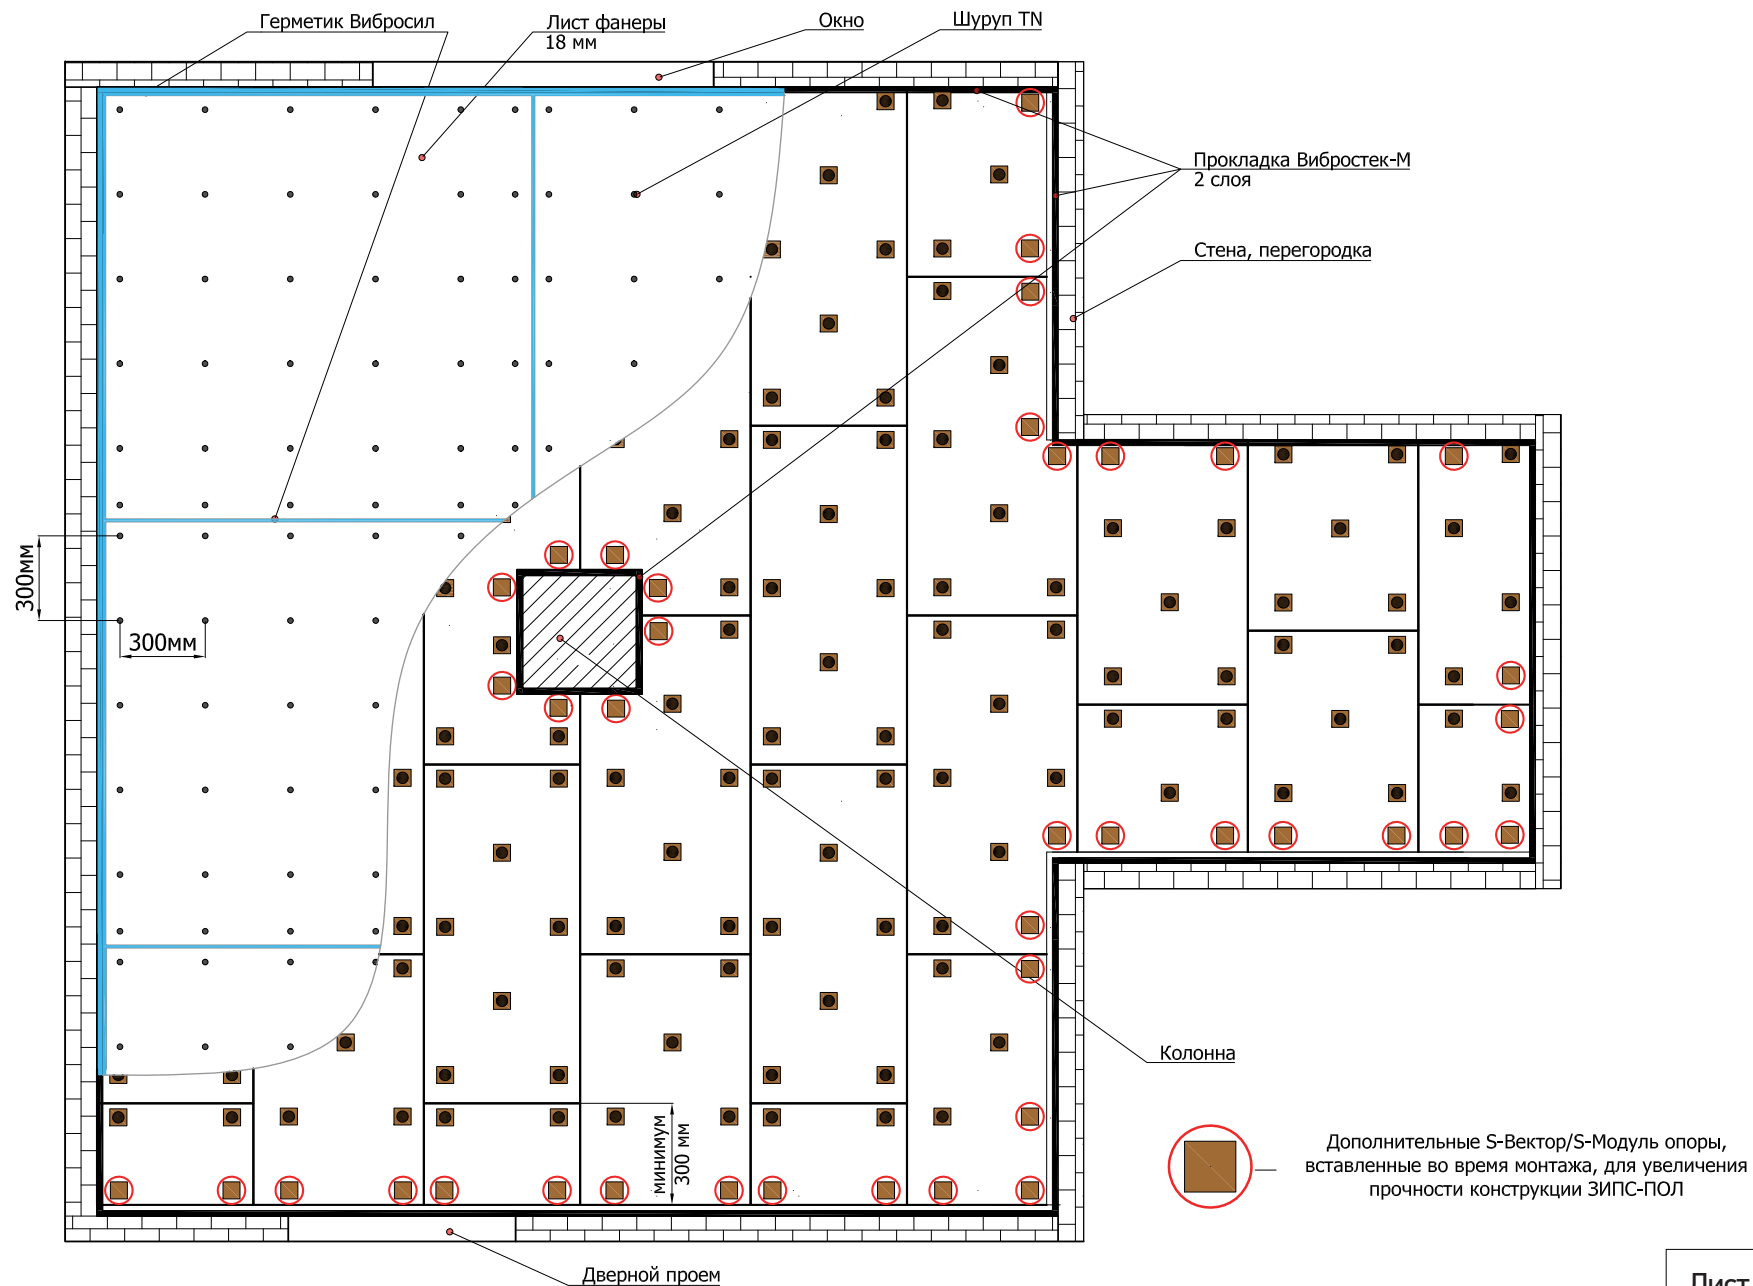 Герметик Вибросил
Лист фанеры
18 мм
Окно
Шуруп TN
Прокладка Вибростек-М
2 слоя
Стена, перегородка
300мм
300мм
Колонна
минимум
300 мм
Дополнительные S-Вектор/S-Модуль опоры,
вставленные во время монтажа, для увеличения
прочности конструкции ЗИПС-ПОЛ
Дверной проем
Лист